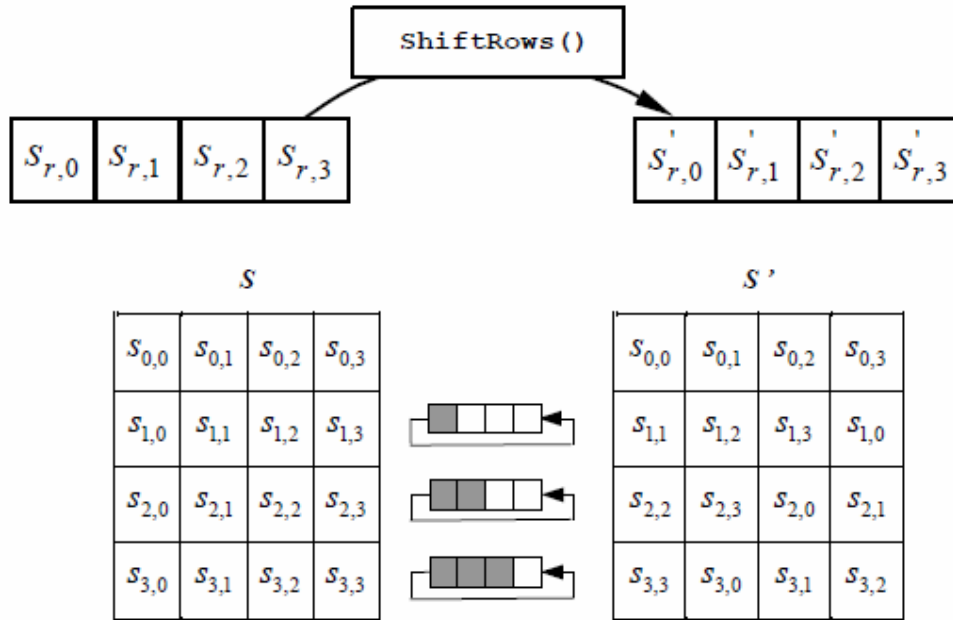 ShiftRows()
S_{r,0} S_{r,1} S_{r,2} S_{r,3} S'_{r,0} S'_{r,1} S'_{r,2} S'_{r,3}
S S'
s_{0,0} s_{0,1} s_{0,2} s_{0,3} s_{0,0} s_{0,1} s_{0,2} s_{0,3}
s_{1,0} s_{1,1} s_{1,2} s_{1,3} s_{1,1} s_{1,2} s_{1,3} s_{1,0}
s_{2,0} s_{2,1} s_{2,2} s_{2,3} s_{2,2} s_{2,3} s_{2,0} s_{2,1}
s_{3,0} s_{3,1} s_{3,2} s_{3,3} s_{3,3} s_{3,0} s_{3,1} s_{3,2}